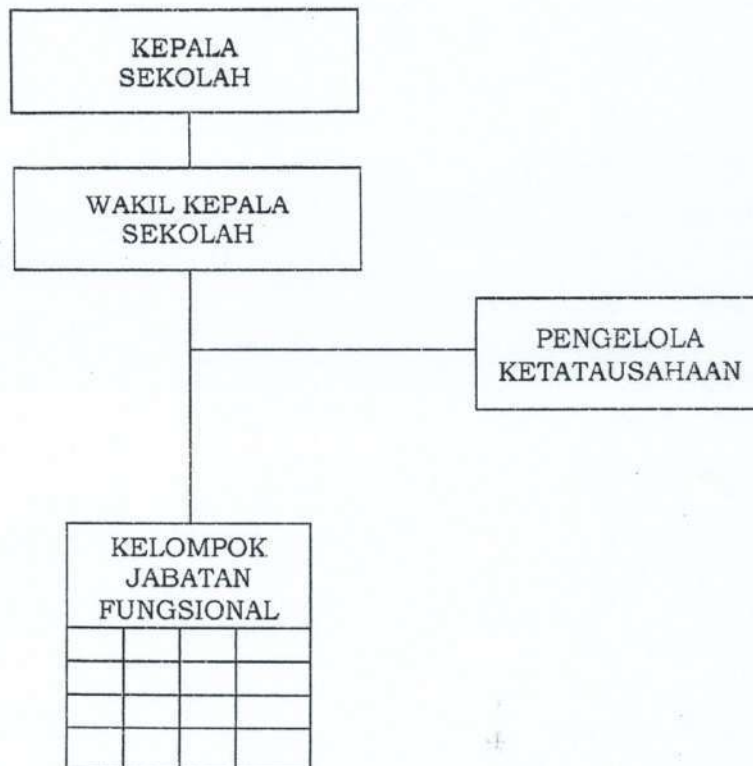 KEPALA
SEKOLAH
WAKIL KEPALA
SEKOLAH
PENGELOLA
KETATAUSAHAAN
KELOMPOK
JABATAN
FUNGSIONAL